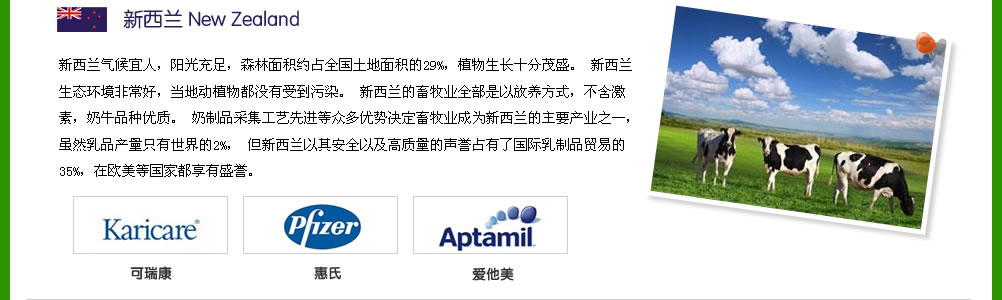 新西兰 New Zealand
新西兰气候宜人，阳光充足，森林面积约占全国土地面积的29%，植物生长十分茂盛。 新西兰
生态环境非常好，当地动植物都没有受到污染。 新西兰的畜牧业全部是以放养方式，不含激
素，奶牛品种优质。 奶制品采集工艺先进等众多优势决定畜牧业成为新西兰的主要产业之一，
虽然乳品产量只有世界的2%， 但新西兰以其安全以及高质量的声誉占有了国际乳制品贸易的
35%，在欧美等国家都享有盛誉。
Karicare®
Pfizer
Aptamil
可瑞康
惠氏
爱他美